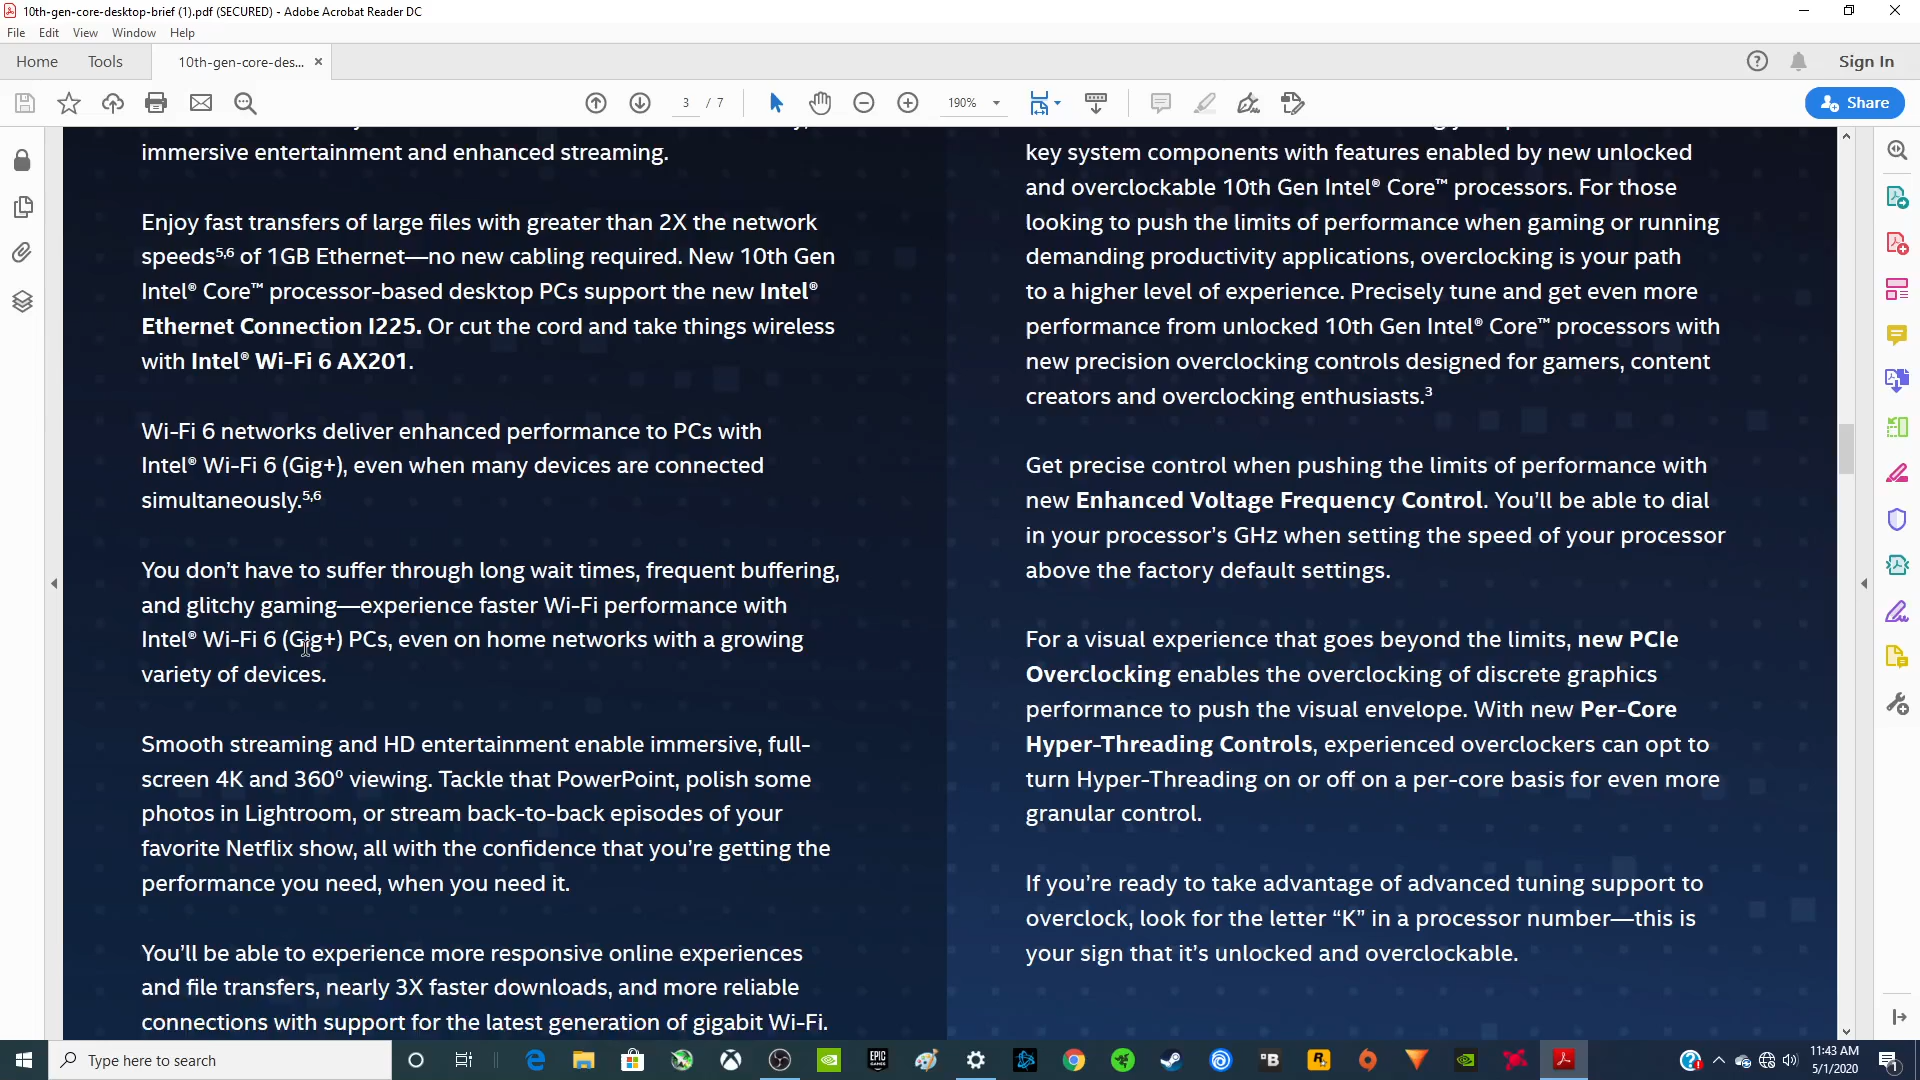 10th-gen-core-desktop-brief (1).pdf (SECURED) - Adobe Acrobat Reader DC
File Edit View Window Help
Home Tools 10th-gen-core-des... × Sign In
3 / 7 190% Share
immersive entertainment and enhanced streaming.
Enjoy fast transfers of large files with greater than 2X the network
speeds⁵,⁶ of 1GB Ethernet—no new cabling required. New 10th Gen
Intel® Core™ processor-based desktop PCs support the new Intel®
Ethernet Connection I225. Or cut the cord and take things wireless
with Intel® Wi-Fi 6 AX201.
Wi-Fi 6 networks deliver enhanced performance to PCs with
Intel® Wi-Fi 6 (Gig+), even when many devices are connected
simultaneously.⁵,⁶
You don’t have to suffer through long wait times, frequent buffering,
and glitchy gaming—experience faster Wi-Fi performance with
Intel® Wi-Fi 6 (Gig+) PCs, even on home networks with a growing
variety of devices.
Smooth streaming and HD entertainment enable immersive, full-
screen 4K and 360º viewing. Tackle that PowerPoint, polish some
photos in Lightroom, or stream back-to-back episodes of your
favorite Netflix show, all with the confidence that you’re getting the
performance you need, when you need it.
You’ll be able to experience more responsive online experiences
and file transfers, nearly 3X faster downloads, and more reliable
connections with support for the latest generation of gigabit Wi-Fi.
key system components with features enabled by new unlocked
and overclockable 10th Gen Intel® Core™ processors. For those
looking to push the limits of performance when gaming or running
demanding productivity applications, overclocking is your path
to a higher level of experience. Precisely tune and get even more
performance from unlocked 10th Gen Intel® Core™ processors with
new precision overclocking controls designed for gamers, content
creators and overclocking enthusiasts.³
Get precise control when pushing the limits of performance with
new Enhanced Voltage Frequency Control. You’ll be able to dial
in your processor’s GHz when setting the speed of your processor
above the factory default settings.
For a visual experience that goes beyond the limits, new PCIe
Overclocking enables the overclocking of discrete graphics
performance to push the visual envelope. With new Per-Core
Hyper-Threading Controls, experienced overclockers can opt to
turn Hyper-Threading on or off on a per-core basis for even more
granular control.
If you’re ready to take advantage of advanced tuning support to
overclock, look for the letter “K” in a processor number—this is
your sign that it’s unlocked and overclockable.
Type here to search
EPIC GAMES
11:43 AM
5/1/2020